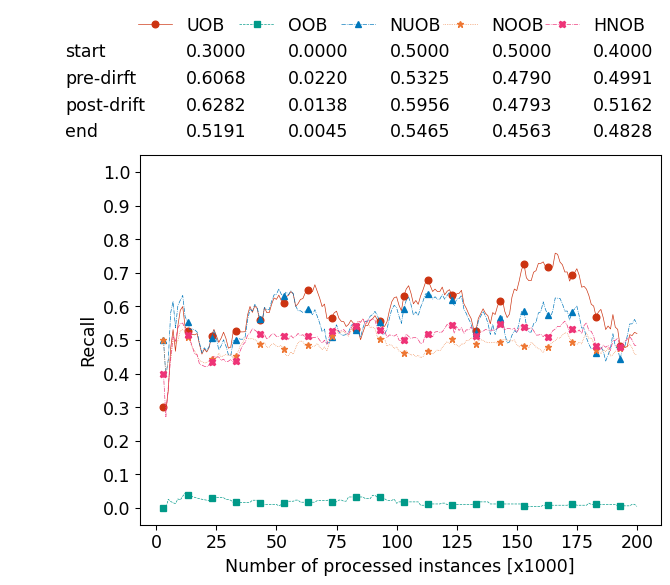 UOB OOB NUOB NOOB HNOB
start 0.3000 0.0000 0.5000 0.5000 0.4000
pre-dirft 0.6068 0.0220 0.5325 0.4790 0.4991
post-drift 0.6282 0.0138 0.5956 0.4793 0.5162
end 0.5191 0.0045 0.5465 0.4563 0.4828
1.0
0.9
0.8
0.7
0.6
0.5
0.4
0.3
0.2
0.1
0.0
Recall
0 25 50 75 100 125 150 175 200
Number of processed instances [x1000]